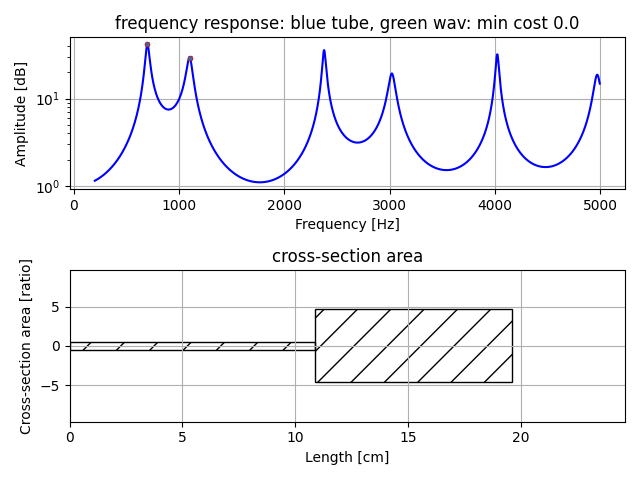 frequency response: blue tube, green wav: min cost 0.0
Amplitude [dB]
10¹
10⁰
0 1000 2000 3000 4000 5000
Frequency [Hz]
cross-section area
Cross-section area [ratio]
5
0
−5
0 5 10 15 20
Length [cm]